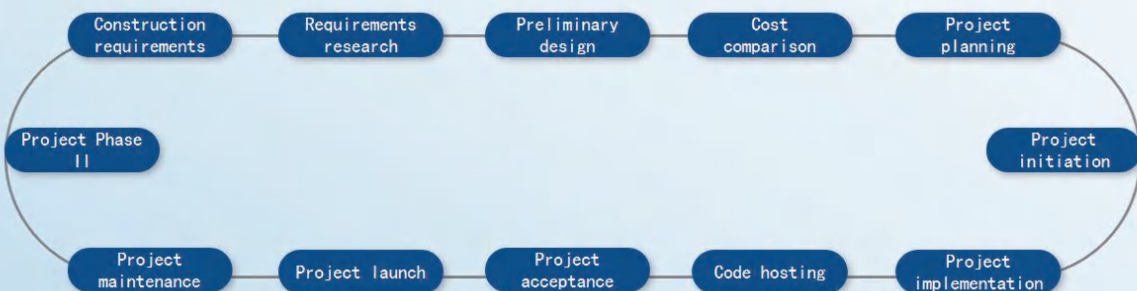 Construction
requirements
Requirements
research
Preliminary
design
Cost
comparison
Project
planning
Project Phase
II
Project
initiation
Project
maintenance
Project launch
Project
acceptance
Code hosting
Project
implementation